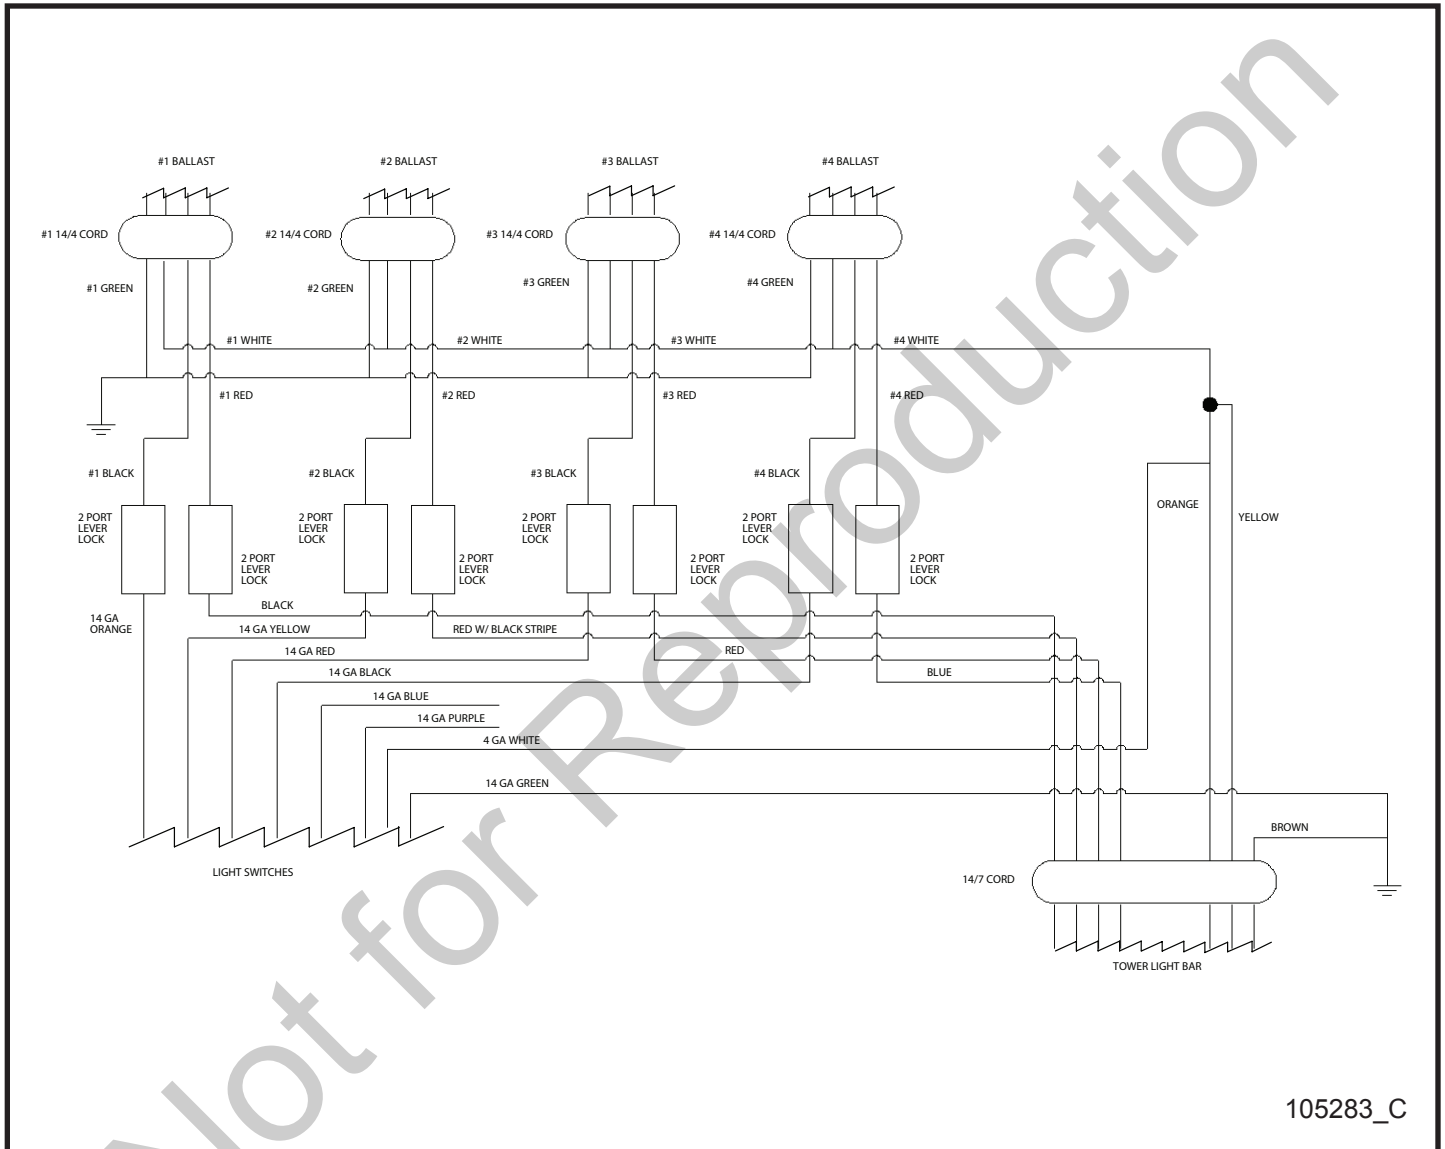 #1 BALLAST
#2 BALLAST
#3 BALLAST
#4 BALLAST
#1 14/4 CORD
#2 14/4 CORD
#3 14/4 CORD
#4 14/4 CORD
#1 GREEN
#2 GREEN
#3 GREEN
#4 GREEN
#1 WHITE
#2 WHITE
#3 WHITE
#4 WHITE
#1 RED
#2 RED
#3 RED
#4 RED
#1 BLACK
#2 BLACK
#3 BLACK
#4 BLACK
ORANGE
YELLOW
2 PORT
LEVER
LOCK
2 PORT
LEVER
LOCK
2 PORT
LEVER
LOCK
2 PORT
LEVER
LOCK
2 PORT
LEVER
LOCK
2 PORT
LEVER
LOCK
2 PORT
LEVER
LOCK
2 PORT
LEVER
LOCK
BLACK
14 GA
ORANGE
14 GA YELLOW
RED W/ BLACK STRIPE
14 GA RED
RED
14 GA BLACK
BLUE
14 GA BLUE
14 GA PURPLE
4 GA WHITE
14 GA GREEN
BROWN
LIGHT SWITCHES
14/7 CORD
TOWER LIGHT BAR
105283_C
Not for Reproduction